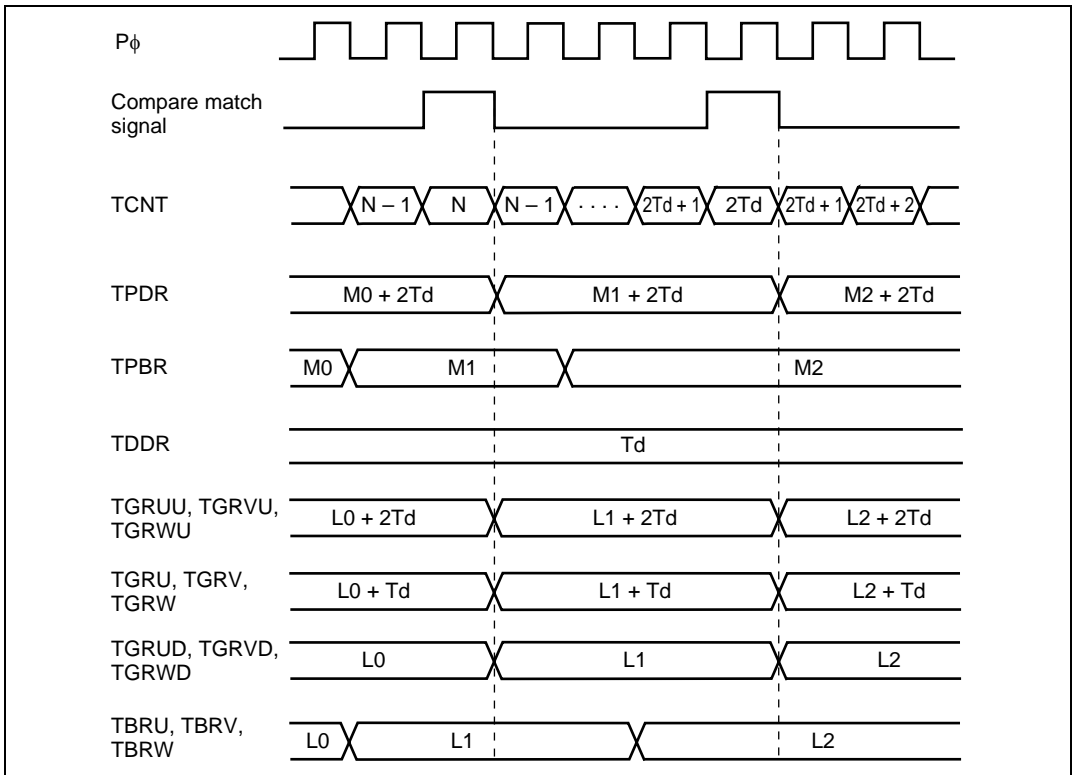 Pϕ
Compare match
signal
TCNT
N – 1 N N – 1 · · · · 2Td + 1 2Td 2Td + 1 2Td + 2
TPDR
M0 + 2Td M1 + 2Td M2 + 2Td
TPBR
M0 M1 M2
TDDR
Td
TGRUU, TGRVU,
TGRWU
L0 + 2Td L1 + 2Td L2 + 2Td
TGRU, TGRV,
TGRW
L0 + Td L1 + Td L2 + Td
TGRUD, TGRVD,
TGRWD
L0 L1 L2
TBRU, TBRV,
TBRW
L0 L1 L2